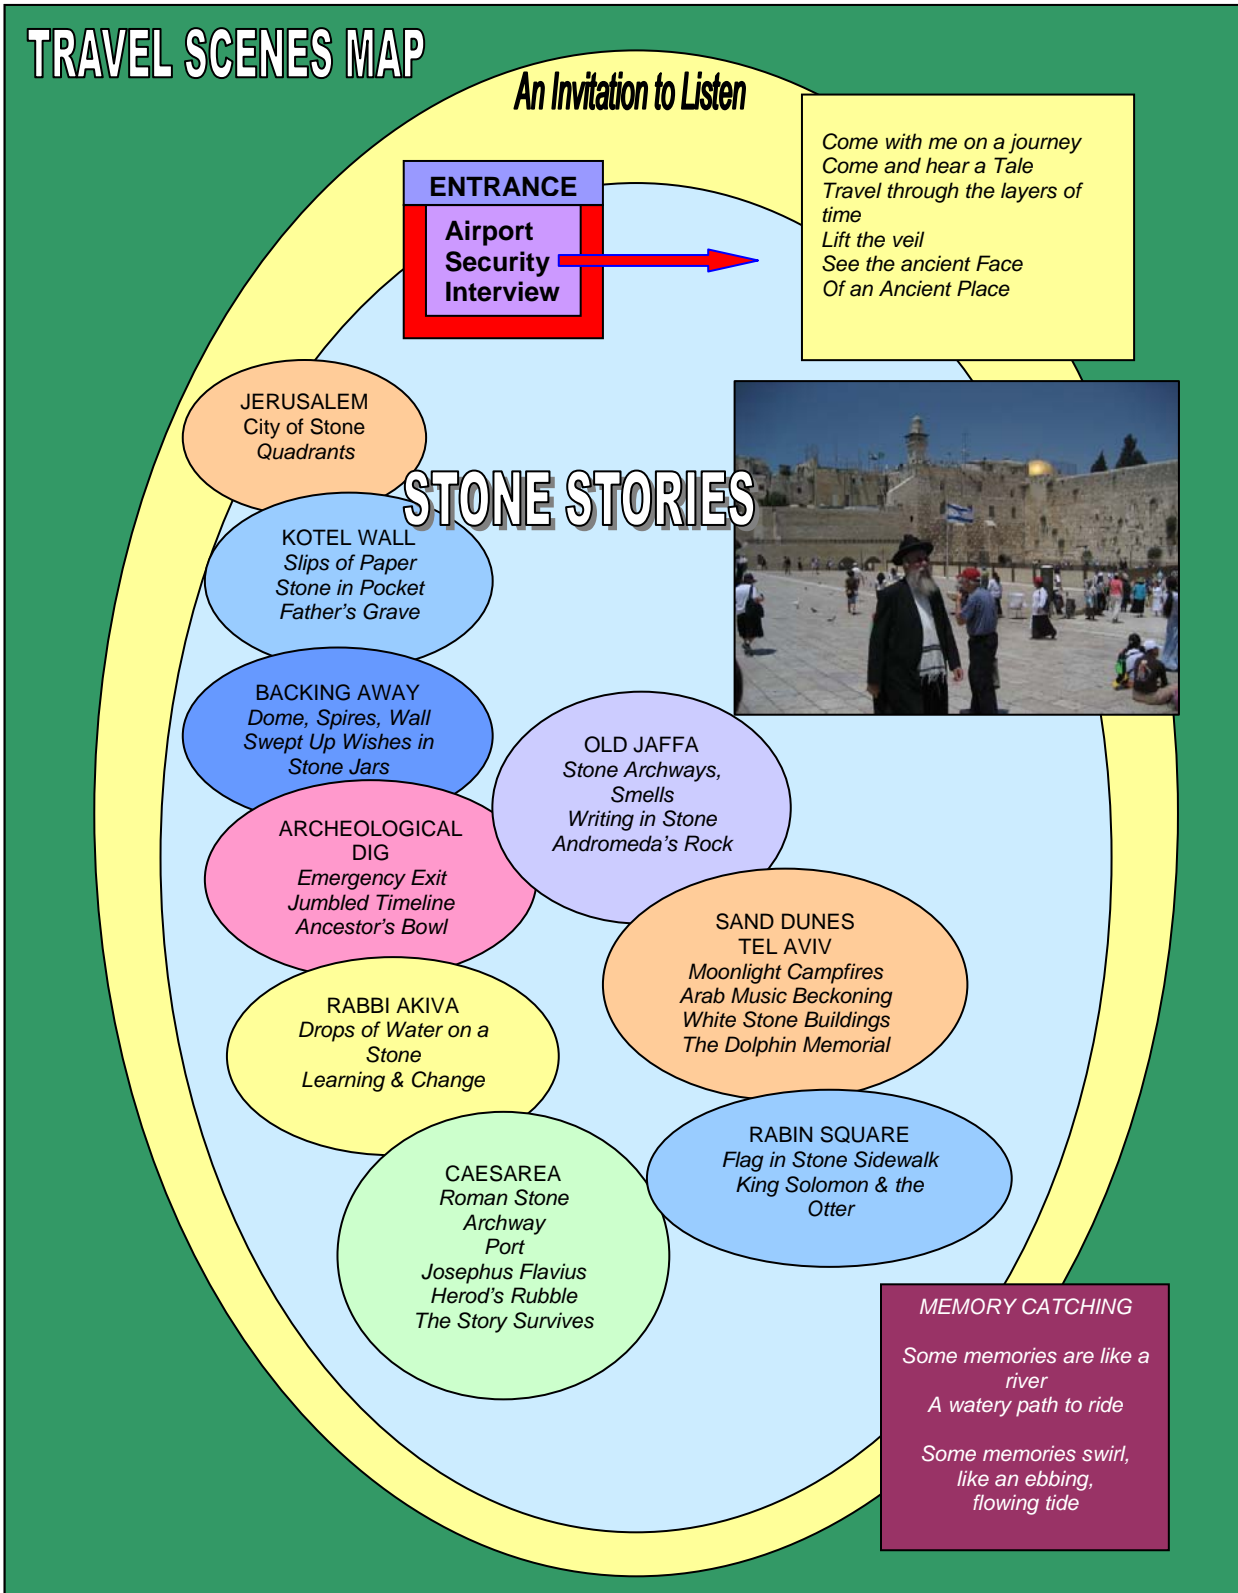 TRAVEL SCENES MAP
An Invitation to Listen
Come with me on a journey
Come and hear a Tale
Travel through the layers of
time
Lift the veil
See the ancient Face
Of an Ancient Place
ENTRANCE
Airport
Security
Interview
JERUSALEM
City of Stone
Quadrants
STONE STORIES
KOTEL WALL
Slips of Paper
Stone in Pocket
Father's Grave
BACKING AWAY
Dome, Spires, Wall
Swept Up Wishes in
Stone Jars
OLD JAFFA
Stone Archways,
Smells
Writing in Stone
Andromeda's Rock
ARCHEOLOGICAL
DIG
Emergency Exit
Jumbled Timeline
Ancestor's Bowl
SAND DUNES
TEL AVIV
Moonlight Campfires
Arab Music Beckoning
White Stone Buildings
The Dolphin Memorial
RABBI AKIVA
Drops of Water on a
Stone
Learning & Change
RABIN SQUARE
Flag in Stone Sidewalk
King Solomon & the
Otter
CAESAREA
Roman Stone
Archway
Port
Josephus Flavius
Herod's Rubble
The Story Survives
MEMORY CATCHING
Some memories are like a
river
A watery path to ride
Some memories swirl,
like an ebbing,
flowing tide